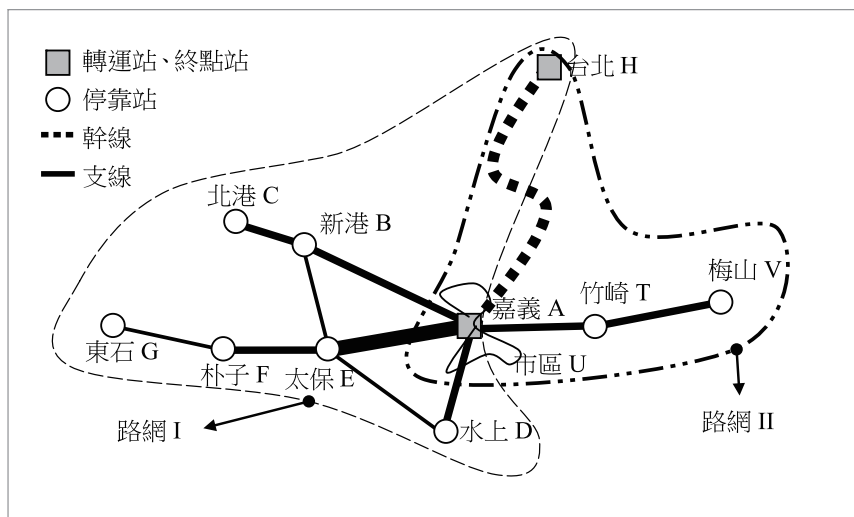 轉運站、終點站
停靠站
幹線
支線
台北 H
北港 C
新港 B
梅山 V
竹崎 T
嘉義 A
東石 G
朴子 F
太保 E
市區 U
水上 D
路網 I
路網 II